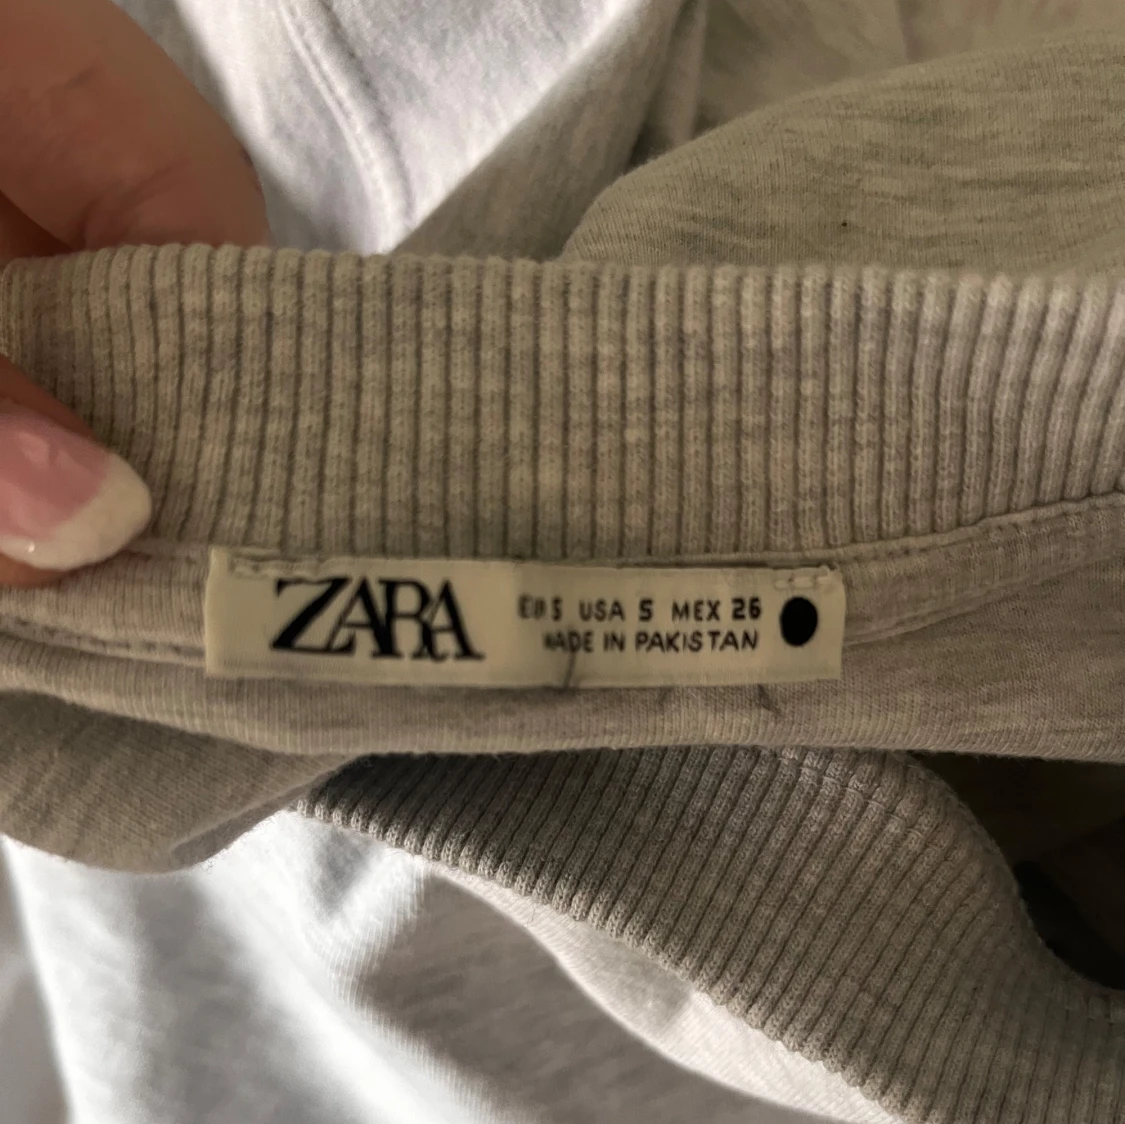 ZARA
EUR S USA S MEX 26
MADE IN PAKISTAN